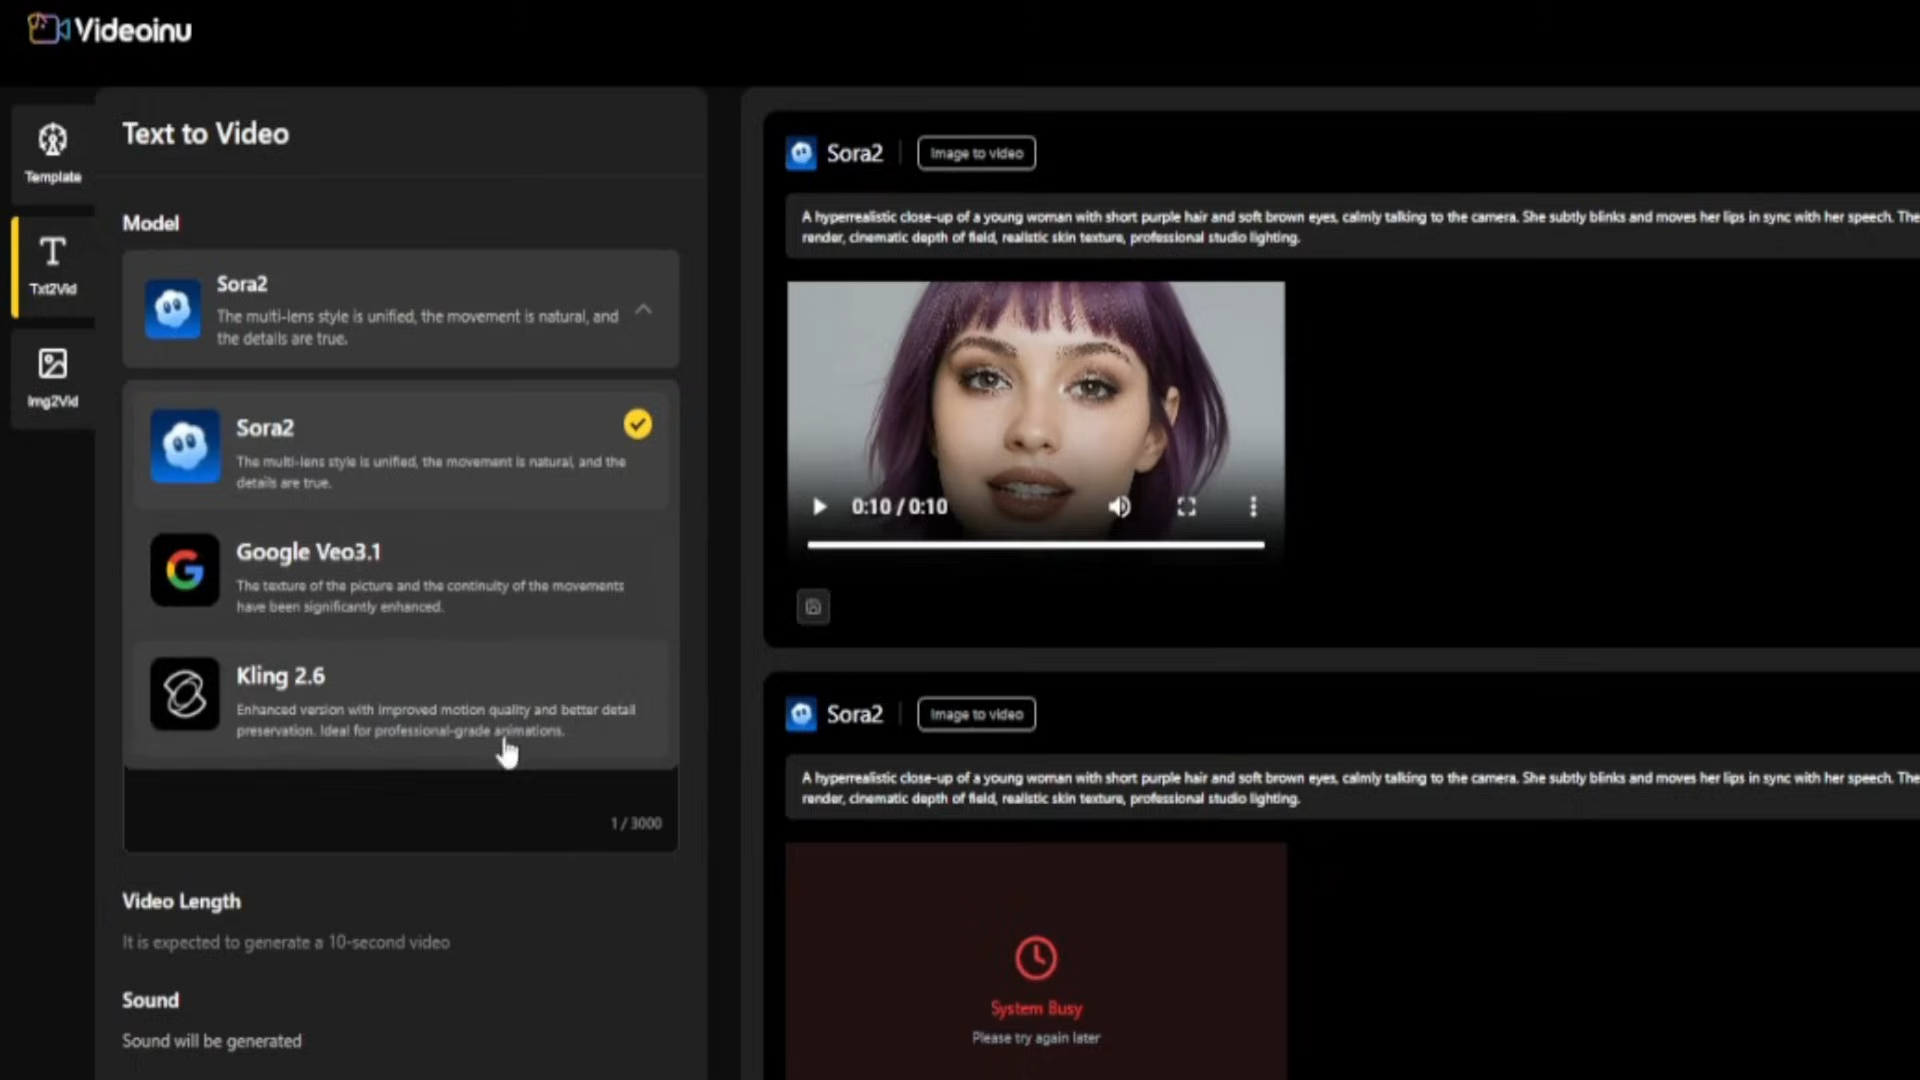 Videoinu
Template
Txt2Vid
Img2Vid
Text to Video
Model
Sora2
The multi-lens style is unified, the movement is natural, and
the details are true.
Sora2
The multi-lens style is unified, the movement is natural, and the
details are true.
Google Veo3.1
The texture of the picture and the continuity of the movements
have been significantly enhanced.
Kling 2.6
Enhanced version with improved motion quality and better detail
preservation. Ideal for professional-grade animations.
1 / 3000
Video Length
It is expected to generate a 10-second video
Sound
Sound will be generated
Sora2
Image to video
A hyperrealistic close-up of a young woman with short purple hair and soft brown eyes, calmly talking to the camera. She subtly blinks and moves her lips in sync with her speech. The
render, cinematic depth of field, realistic skin texture, professional studio lighting.
0:10 / 0:10
Sora2
Image to video
A hyperrealistic close-up of a young woman with short purple hair and soft brown eyes, calmly talking to the camera. She subtly blinks and moves her lips in sync with her speech. The
render, cinematic depth of field, realistic skin texture, professional studio lighting.
System Busy
Please try again later